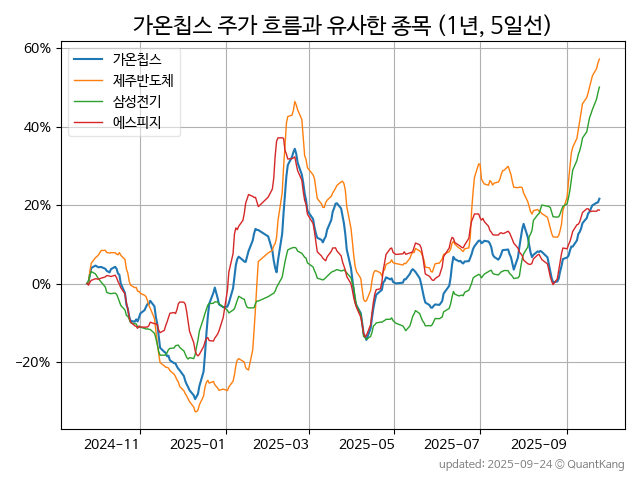 가온칩스 주가 흐름과 유사한 종목 (1년, 5일선)
60%
40%
20%
0%
−20%
가온칩스
제주반도체
삼성전기
에스피지
2024-11 2025-01 2025-03 2025-05 2025-07 2025-09
updated: 2025-09-24 © QuantKang